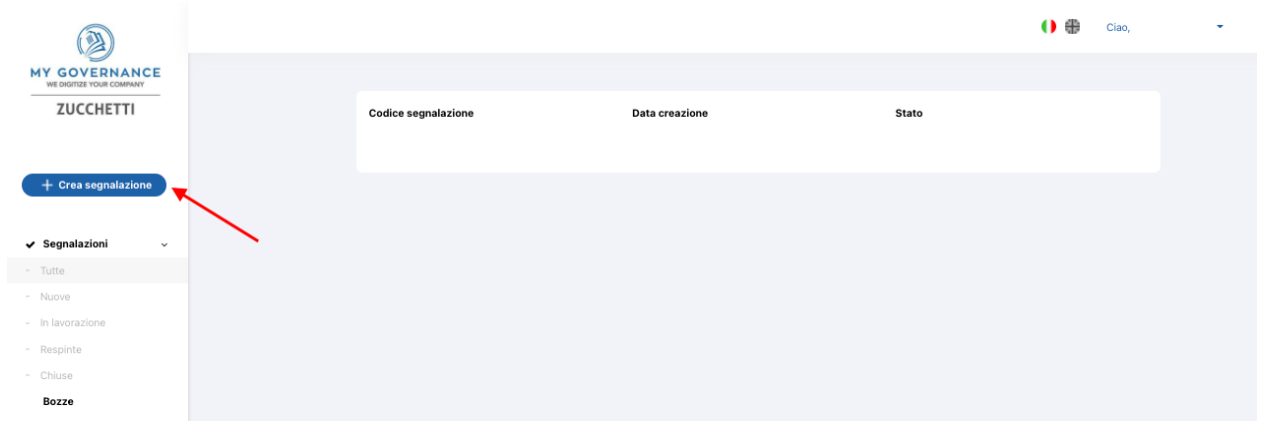 MY GOVERNANCE
WE DIGITIZE YOUR COMPANY
ZUCCHETTI
Ciao,
Codice segnalazione Data creazione Stato
+ Crea segnalazione
Segnalazioni
- Tutte
- Nuove
- In lavorazione
- Respinte
- Chiuse
Bozze